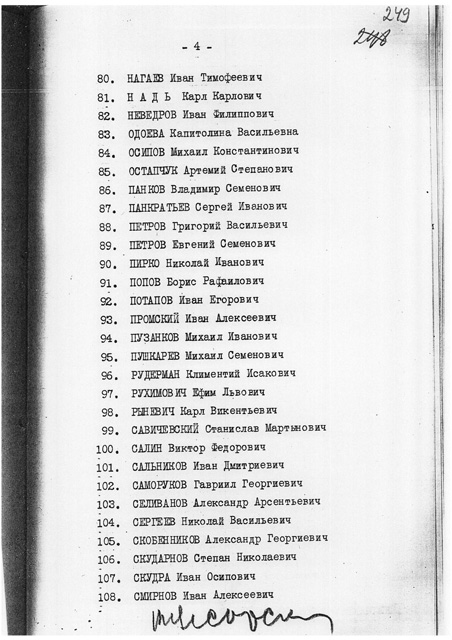 249
248
- 4 -
80. НАГАЕВ Иван Тимофеевич
81. Н А Д Ь Карл Карлович
82. НЕВЕДРОВ Иван Филиппович
83. ОДОЕВА Капитолина Васильевна
84. ОСИПОВ Михаил Константинович
85. ОСТАПЧУК Артемий Степанович
86. ПАНКОВ Владимир Семенович
87. ПАНКРАТЬЕВ Сергей Иванович
88. ПЕТРОВ Григорий Васильевич
89. ПЕТРОВ Евгений Семенович
90. ПИРКО Николай Иванович
91. ПОПОВ Борис Рафаилович
92. ПОТАПОВ Иван Егорович
93. ПРОМСКИЙ Иван Алексеевич
94. ПУЗАНКОВ Михаил Иванович
95. ПУШКАРЕВ Михаил Семенович
96. РУДЕРМАН Климентий Исакович
97. РУХИМОВИЧ Ефим Львович
98. РЫНЕВИЧ Карл Викентьевич
99. САВИЧЕВСКИЙ Станислав Мартынович
100. САЛИН Виктор Федорович
101. САЛЬНИКОВ Иван Дмитриевич
102. САМОРУКОВ Гавриил Георгиевич
103. СЕЛИВАНОВ Александр Арсентьевич
104. СЕРГЕЕВ Николай Васильевич
105. СКОБЕННИКОВ Александр Георгиевич
106. СКУДАРНОВ Степан Николаевич
107. СКУДРА Иван Осипович
108. СМИРНОВ Иван Алексеевич